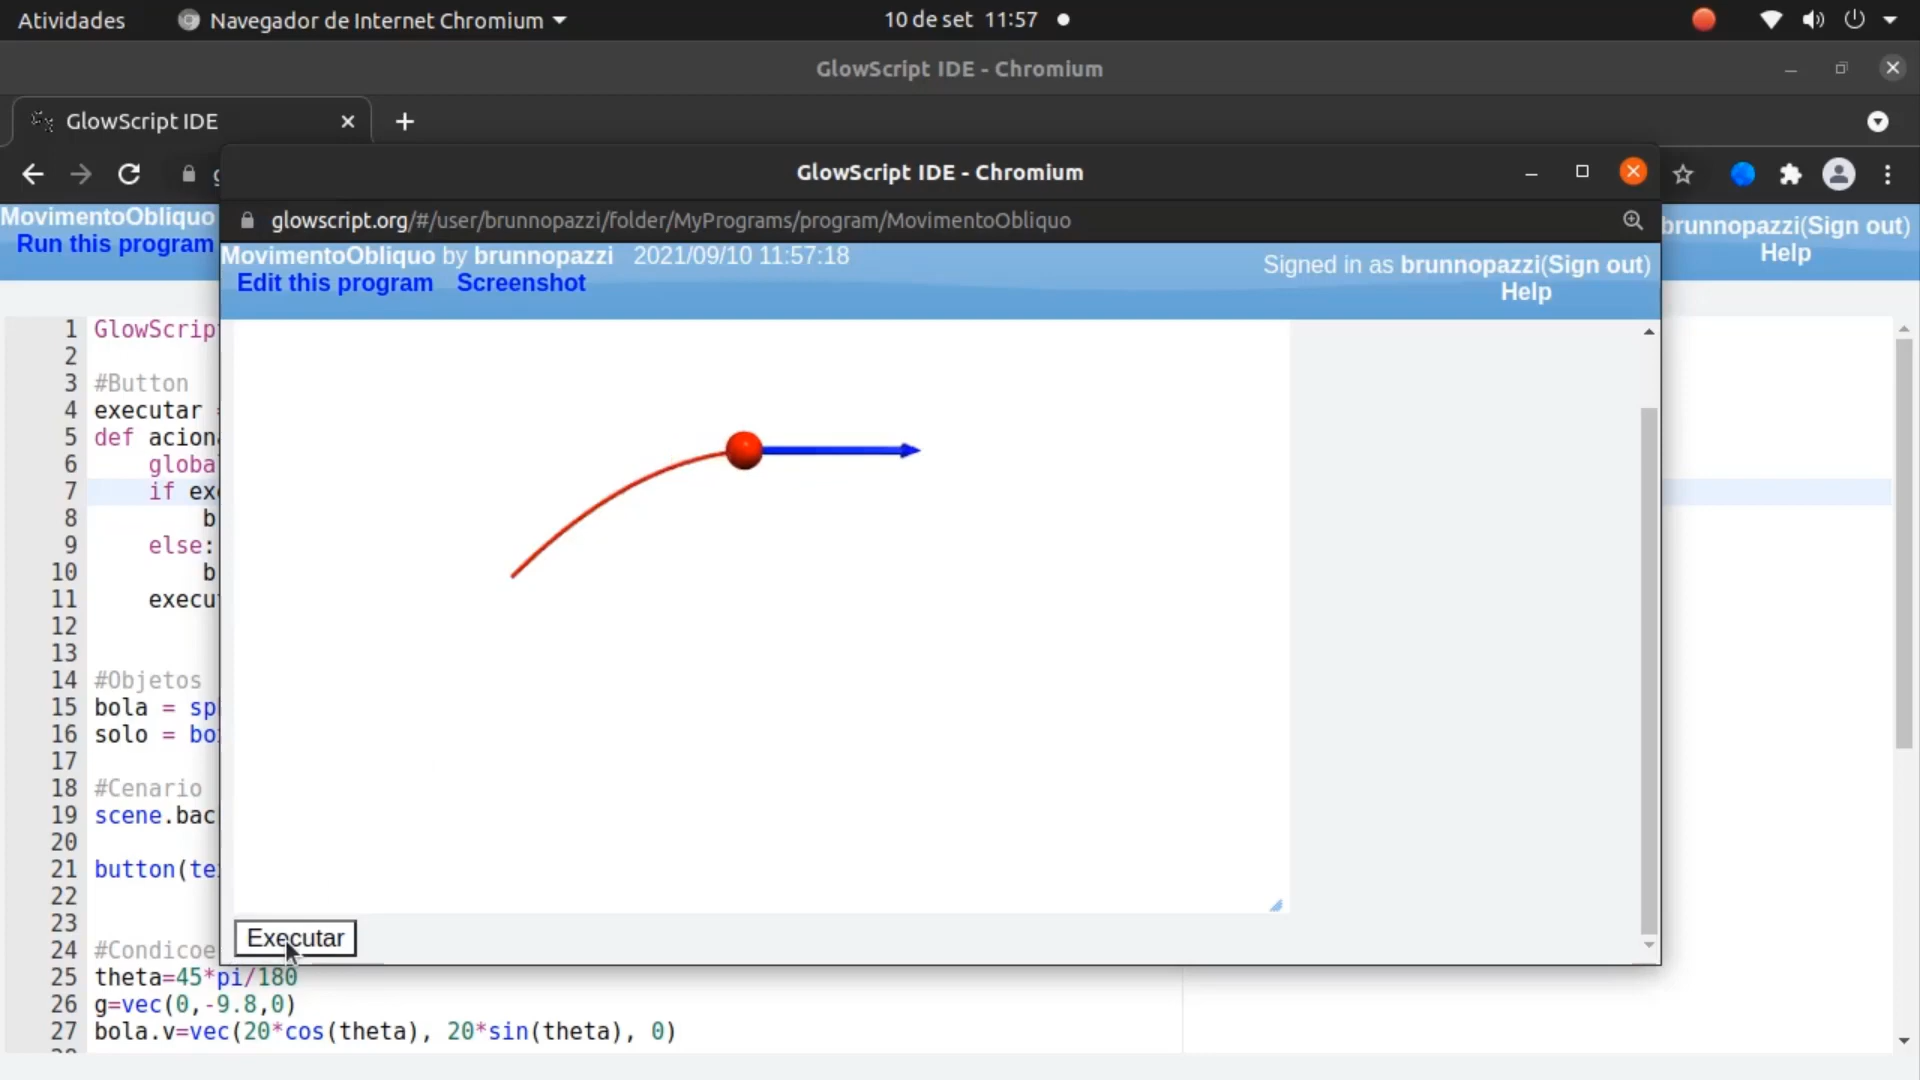 Atividades
Navegador de Internet Chromium
10 de set 11:57
GlowScript IDE - Chromium
GlowScript IDE
GlowScript IDE - Chromium
glowscript.org/#/user/brunnopazzi/folder/MyPrograms/program/MovimentoObliquo
MovimentoObliquo
Run this program
MovimentoObliquo by brunnopazzi 2021/09/10 11:57:18
Edit this program Screenshot
Signed in as brunnopazzi(Sign out)
Help
brunnopazzi(Sign out)
Help
1 GlowScrip
2
3 #Button
4 executar =
5 def acion
6 globa
7 if exe
8 b
9 else:
10 b
11 execu
12
13
14 #Objetos
15 bola = sp
16 solo = bo
17
18 #Cenario
19 scene.bac
20
21 button(te
22
23
24 #Condicoe
25 theta=45*pi/180
26 g=vec(0,-9.8,0)
27 bola.v=vec(20*cos(theta), 20*sin(theta), 0)
Executar